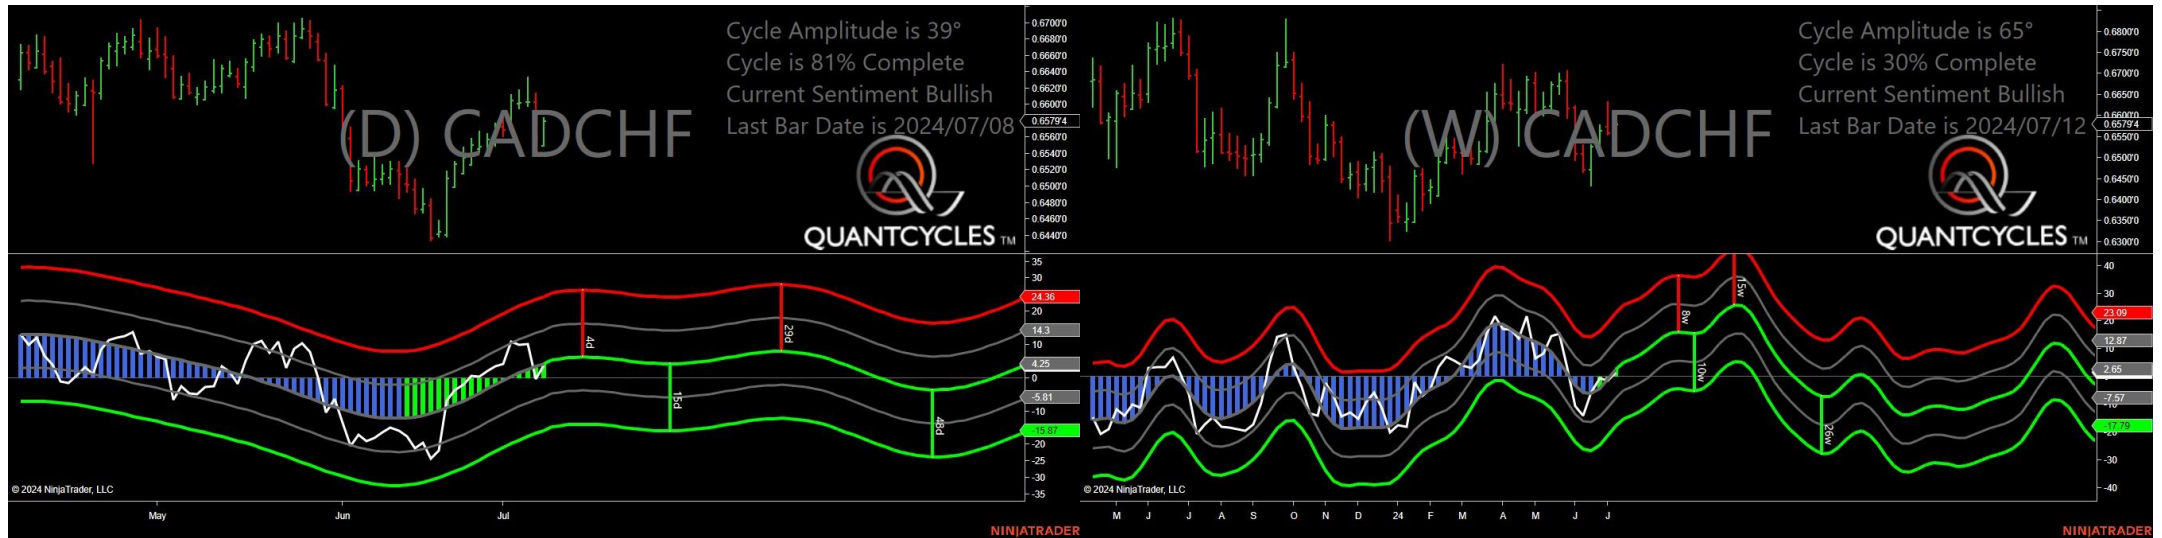 Cycle Amplitude is 39°
Cycle is 81% Complete
Current Sentiment Bullish
Last Bar Date is 2024/07/08
(D) CADCHF
QUANTCYCLES TM
0.6700'0
0.6680'0
0.6660'0
0.6640'0
0.6620'0
0.6600'0
0.6579'4
0.6560'0
0.6540'0
0.6520'0
0.6500'0
0.6480'0
0.6460'0
0.6440'0
35
30
24.36
20
14.3
10
4.25
0
-5.81
-10
-15.87
-20
-25
-30
-35
4d
15d
29d
48d
© 2024 NinjaTrader, LLC
May Jun Jul
NINJATRADER
Cycle Amplitude is 65°
Cycle is 30% Complete
Current Sentiment Bullish
Last Bar Date is 2024/07/12
(W) CADCHF
QUANTCYCLES TM
0.6800'0
0.6750'0
0.6700'0
0.6650'0
0.6600'0
0.6579'4
0.6550'0
0.6500'0
0.6450'0
0.6400'0
0.6350'0
0.6300'0
40
30
23.09
20
12.87
10
2.65
-7.57
-10
-17.79
-20
-30
-40
8w
10w
15w
26w
© 2024 NinjaTrader, LLC
M J J A S O N D 24 F M A M J J
NINJATRADER